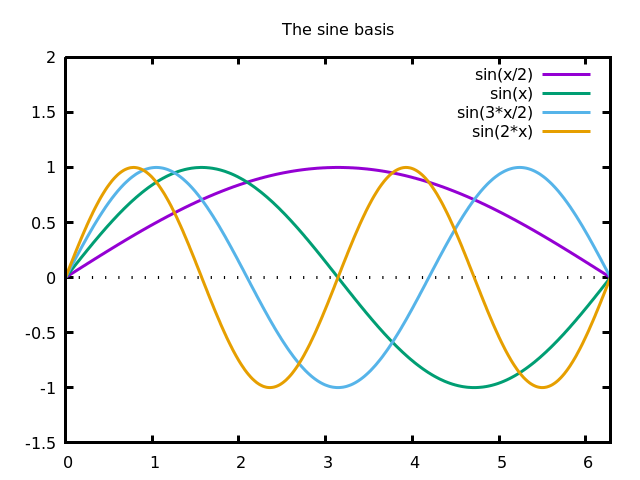 The sine basis
2
sin(x/2)
sin(x)
1.5
sin(3*x/2)
sin(2*x)
1
0.5
0
-0.5
-1
-1.5
0 1 2 3 4 5 6